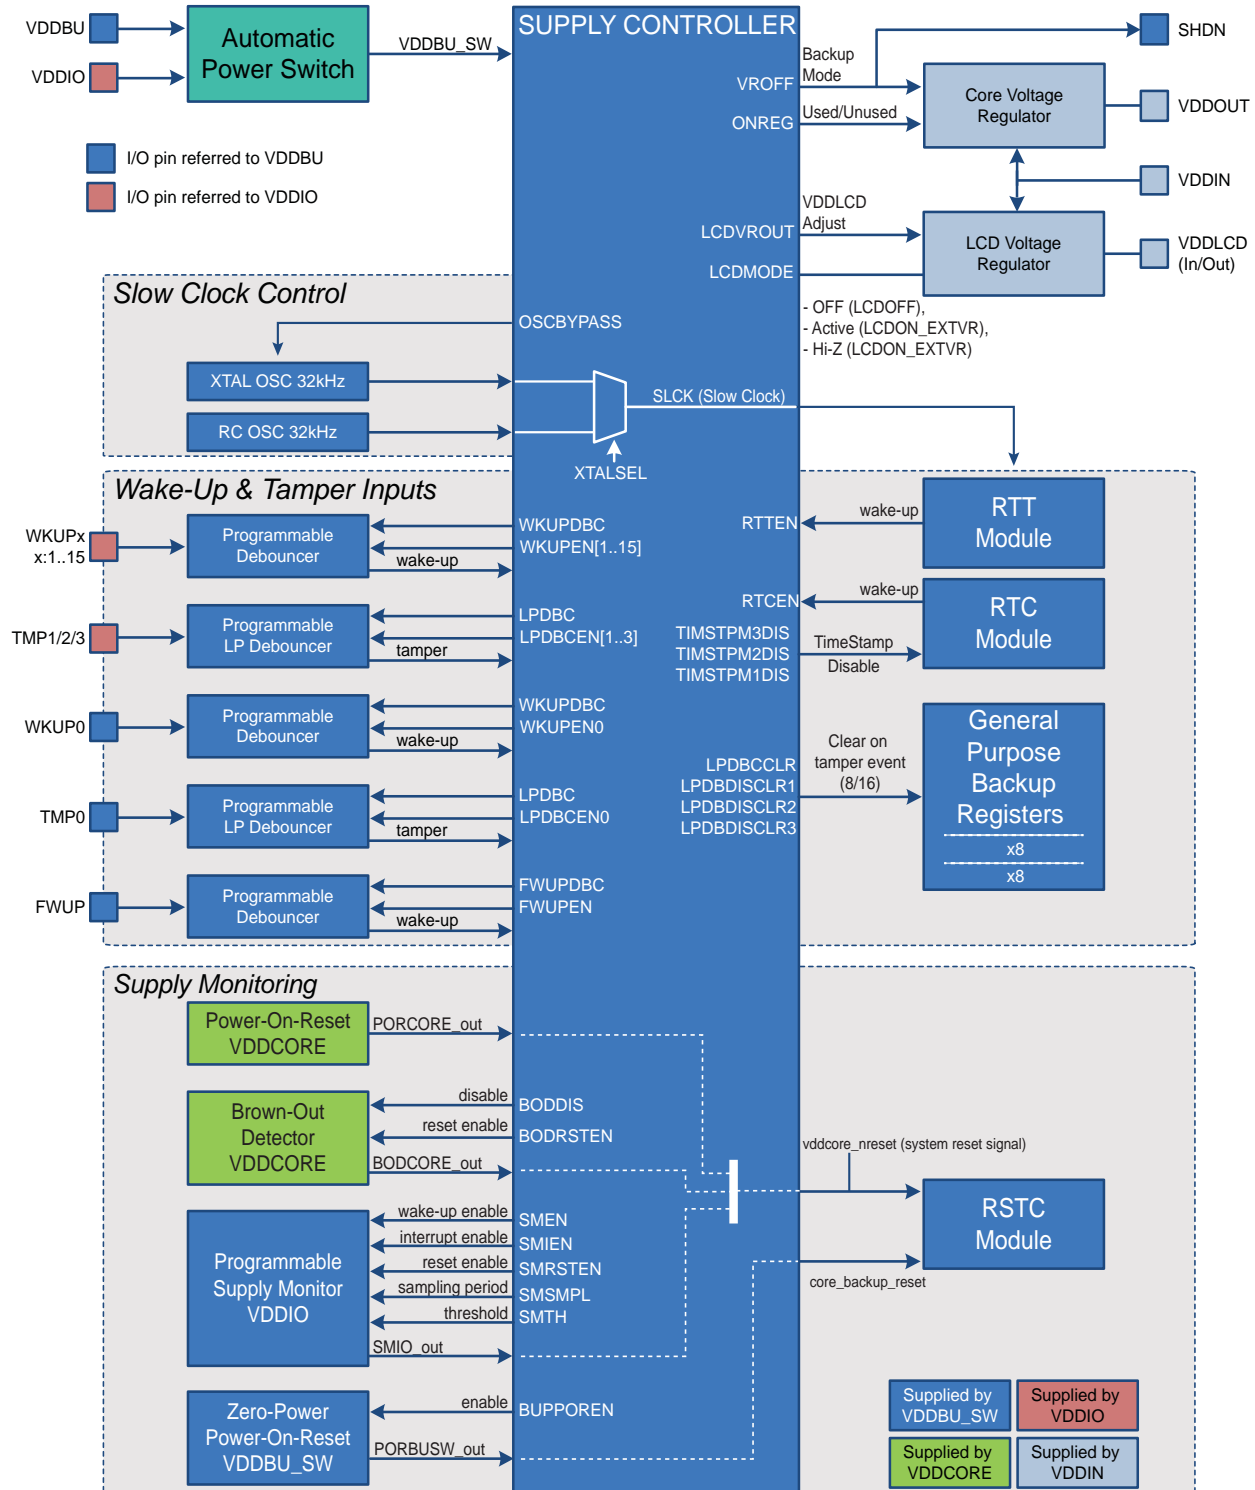 VDDBU
VDDIO
Automatic
Power Switch
VDDBU_SW
SUPPLY CONTROLLER
Backup
Mode
VROFF
ONREG
Used/Unused
SHDN
Core Voltage
Regulator
VDDOUT
VDDIN
I/O pin referred to VDDBU
I/O pin referred to VDDIO
VDDLCD
Adjust
LCDVROUT
LCDMODE
LCD Voltage
Regulator
VDDLCD
(In/Out)
- OFF (LCDOFF),
- Active (LCDON_EXTVR),
- Hi-Z (LCDON_EXTVR)
Slow Clock Control
OSCBYPASS
XTAL OSC 32kHz
RC OSC 32kHz
SLCK (Slow Clock)
XTALSEL
Wake-Up & Tamper Inputs
WKUPx
x:1..15
Programmable
Debouncer
WKUPDBC
WKUPEN[1..15]
wake-up
TMP1/2/3
Programmable
LP Debouncer
LPDBC
LPDBCEN[1..3]
tamper
WKUP0
Programmable
Debouncer
WKUPDBC
WKUPEN0
wake-up
TMP0
Programmable
LP Debouncer
LPDBC
LPDBCEN0
tamper
FWUP
Programmable
Debouncer
FWUPDBC
FWUPEN
wake-up
RTTEN
wake-up
RTT
Module
RTCEN
wake-up
RTC
Module
TIMSTPM3DIS
TIMSTPM2DIS
TIMSTPM1DIS
TimeStamp
Disable
LPDBCCLR
LPDBDISCLR1
LPDBDISCLR2
LPDBDISCLR3
Clear on
tamper event
(8/16)
General
Purpose
Backup
Registers
x8
x8
Supply Monitoring
Power-On-Reset
VDDCORE
PORCORE_out
Brown-Out
Detector
VDDCORE
disable
BODDIS
reset enable
BODRSTEN
BODCORE_out
Programmable
Supply Monitor
VDDIO
wake-up enable
SMEN
interrupt enable
SMIEN
reset enable
SMRSTEN
sampling period
SMSMPL
threshold
SMTH
SMIO_out
Zero-Power
Power-On-Reset
VDDBU_SW
enable
BUPPOREN
PORBUSW_out
vddcore_nreset (system reset signal)
RSTC
Module
core_backup_reset
Supplied by
VDDBU_SW
Supplied by
VDDIO
Supplied by
VDDCORE
Supplied by
VDDIN